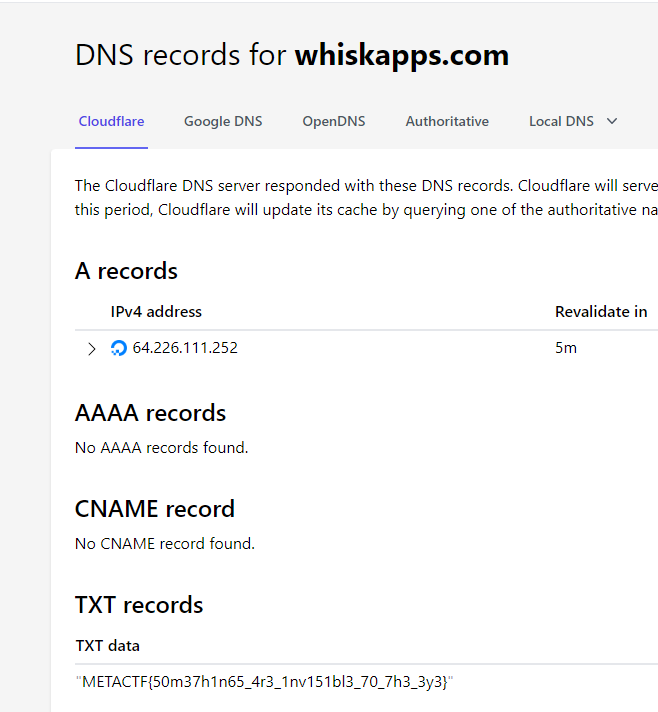 DNS records for whiskapps.com
Cloudflare Google DNS OpenDNS Authoritative Local DNS
The Cloudflare DNS server responded with these DNS records. Cloudflare will serve
this period, Cloudflare will update its cache by querying one of the authoritative na
A records
IPv4 address Revalidate in
64.226.111.252 5m
AAAA records
No AAAA records found.
CNAME record
No CNAME record found.
TXT records
TXT data
"METACTF{50m37h1n65_4r3_1nv151bl3_70_7h3_3y3}"